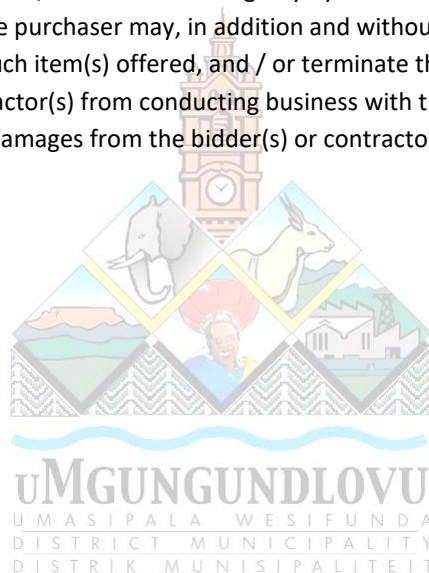 e purchaser may, in addition and without
uch item(s) offered, and / or terminate th
actor(s) from conducting business with t
amages from the bidder(s) or contracto
uMGUNGUNDLOVU
UMASIPALA WESIFUNDA
DISTRICT MUNICIPALITY
DISTRIK MUNISIPALITEIT